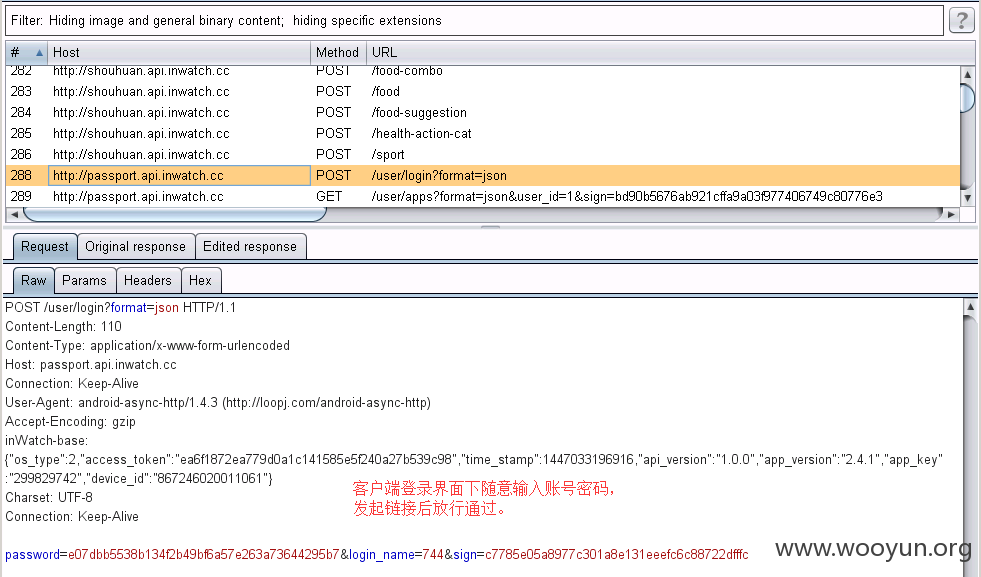 Filter: Hiding image and general binary content; hiding specific extensions
?
# Host Method URL
282 http://shouhuan.api.inwatch.cc POST /food-combo
283 http://shouhuan.api.inwatch.cc POST /food
284 http://shouhuan.api.inwatch.cc POST /food-suggestion
285 http://shouhuan.api.inwatch.cc POST /health-action-cat
286 http://shouhuan.api.inwatch.cc POST /sport
288 http://passport.api.inwatch.cc POST /user/login?format=json
289 http://passport.api.inwatch.cc GET /user/apps?format=json&user_id=1&sign=bd90b5676ab921cffa9a03f977406749c80776e3
Request Original response Edited response
Raw Params Headers Hex
POST /user/login?format=json HTTP/1.1
Content-Length: 110
Content-Type: application/x-www-form-urlencoded
Host: passport.api.inwatch.cc
Connection: Keep-Alive
User-Agent: android-async-http/1.4.3 (http://loopj.com/android-async-http)
Accept-Encoding: gzip
inWatch-base:
{"os_type":2,"access_token":"ea6f1872ea779d0a1c141585e5f240a27b539c98","time_stamp":1447033196916,"api_version":"1.0.0","app_version":"2.4.1","app_key"
:"299829742","device_id":"867246020011061"}
Charset: UTF-8
Connection: Keep-Alive
客户端登录界面下随意输入账号密码，
发起链接后放行通过。
password=e07dbb5538b134f2b49bf6a57e263a73644295b7&login_name=744&sign=c7785e05a8977c301a8e131eeefc6c88722dfffc
www.wooyun.org